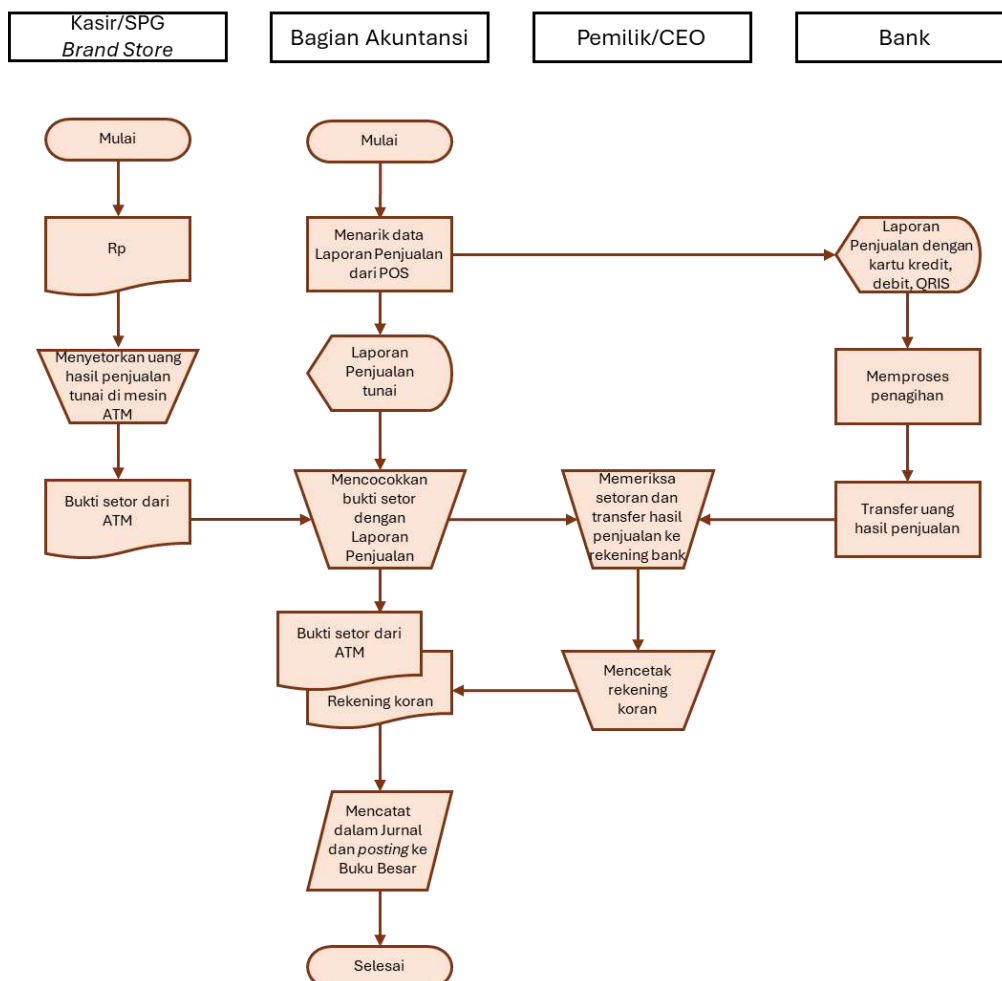 Kasir/SPG
Brand Store
Bagian Akuntansi
Pemilik/CEO
Bank
Mulai
Mulai
Rp
Menarik data
Laporan Penjualan
dari POS
Laporan
Penjualan dengan
kartu kredit,
debit, QRIS
Menyetorkan uang
hasil penjualan
tunai di mesin
ATM
Laporan
Penjualan
tunai
Memproses
penagihan
Bukti setor dari
ATM
Mencocokkan
bukti setor
dengan
Laporan
Penjualan
Memeriksa
setoran dan
transfer hasil
penjualan ke
rekening bank
Transfer uang
hasil penjualan
Bukti setor dari
ATM
Rekening koran
Mencetak
rekening
koran
Mencatat
dalam Jurnal
dan posting ke
Buku Besar
Selesai